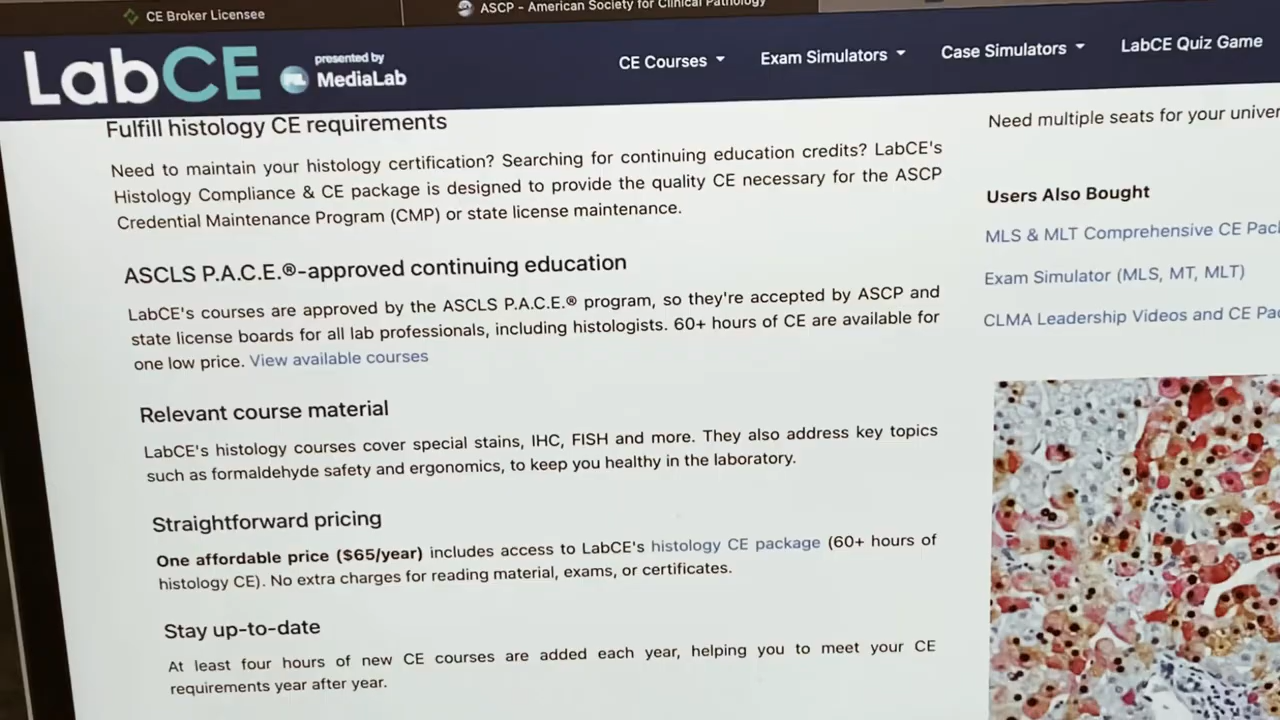 CE Broker Licensee
ASCP - American Society for Clinical Pathology
LabCE
presented by
MediaLab
CE Courses
Exam Simulators
Case Simulators
LabCE Quiz Game
Fulfill histology CE requirements
Need to maintain your histology certification? Searching for continuing education credits? LabCE's
Histology Compliance & CE package is designed to provide the quality CE necessary for the ASCP
Credential Maintenance Program (CMP) or state license maintenance.
ASCLS P.A.C.E.®-approved continuing education
LabCE's courses are approved by the ASCLS P.A.C.E.® program, so they're accepted by ASCP and
state license boards for all lab professionals, including histologists. 60+ hours of CE are available for
one low price. View available courses
Relevant course material
LabCE's histology courses cover special stains, IHC, FISH and more. They also address key topics
such as formaldehyde safety and ergonomics, to keep you healthy in the laboratory.
Straightforward pricing
One affordable price ($65/year) includes access to LabCE's histology CE package (60+ hours of
histology CE). No extra charges for reading material, exams, or certificates.
Stay up-to-date
At least four hours of new CE courses are added each year, helping you to meet your CE
requirements year after year.
Need multiple seats for your
Users Also Bought
MLS & MLT Comprehensive CE
Exam Simulator (MLS, MT, MLT)
CLMA Leadership Videos and CE